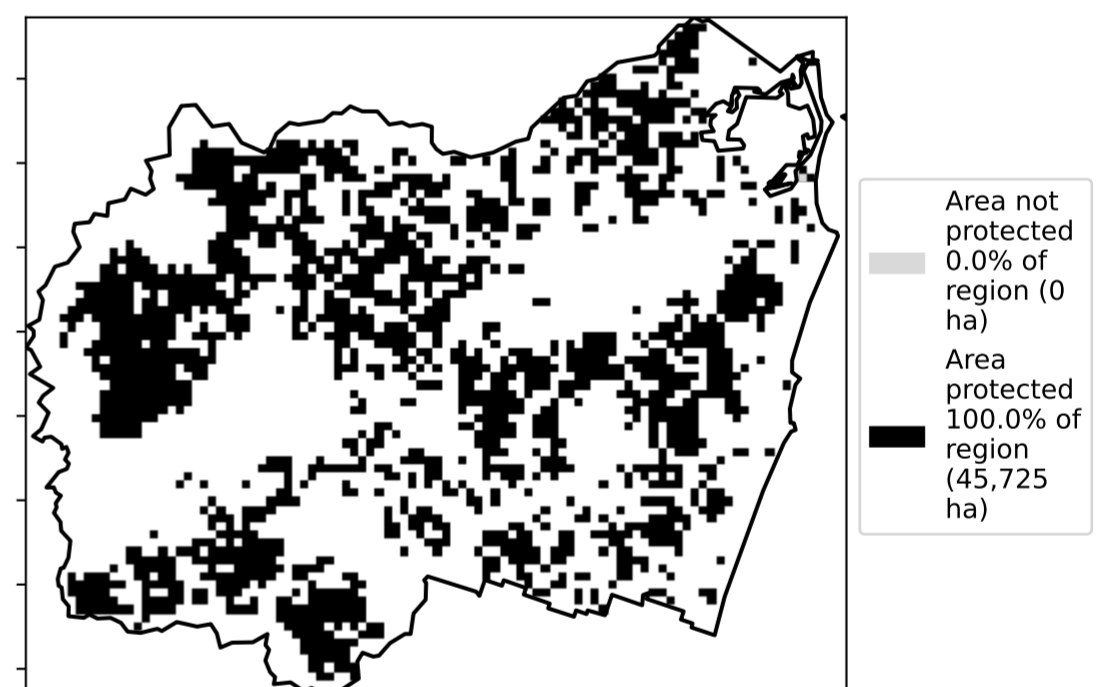 Area not
protected
0.0% of
region (0
ha)
Area
protected
100.0% of
region
(45,725
ha)